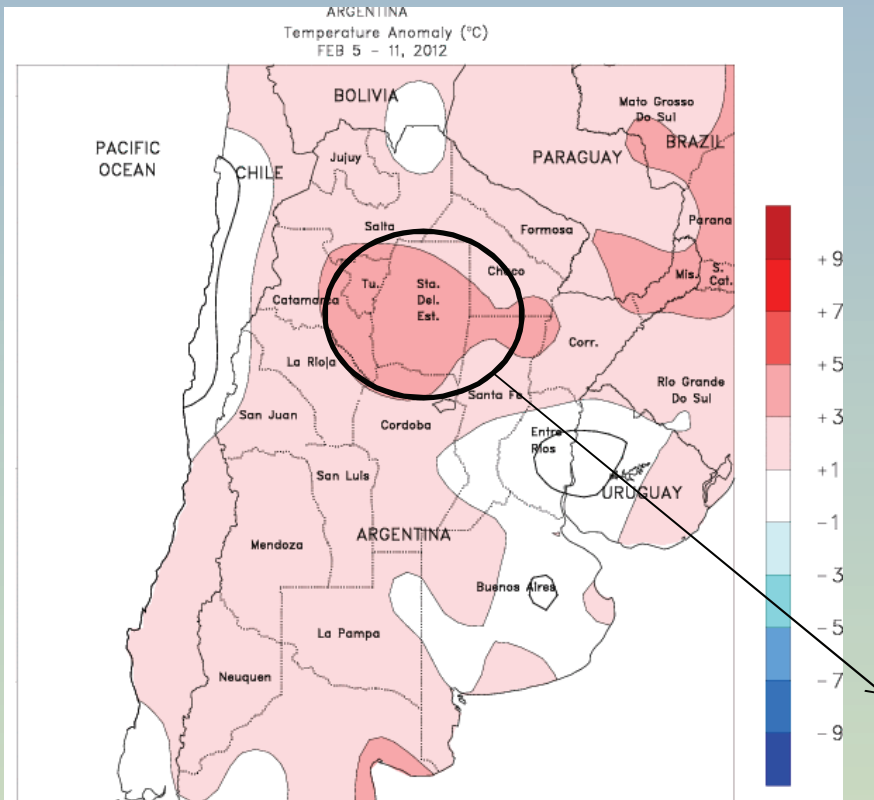 ARGENTINA
Temperature Anomaly (°C)
FEB 5 - 11, 2012
BOLIVIA
Mato Grosso
Do Sul
PACIFIC
OCEAN
BRAZIL
CHILE
Jujuy
PARAGUAY
Salta
Formosa
Parana
Chaco
Mis.
S.
Cat.
Tu.
Sta.
Del.
Est.
Catamarca
Corr.
La Rioja
Santa Fe
Rio Grande
Do Sul
San Juan
Cordoba
Entre
Rios
San Luis
URUGUAY
Mendoza
ARGENTINA
Buenos Aires
La Pampa
Neuquen
+9
+7
+5
+3
+1
-1
-3
-5
-7
-9